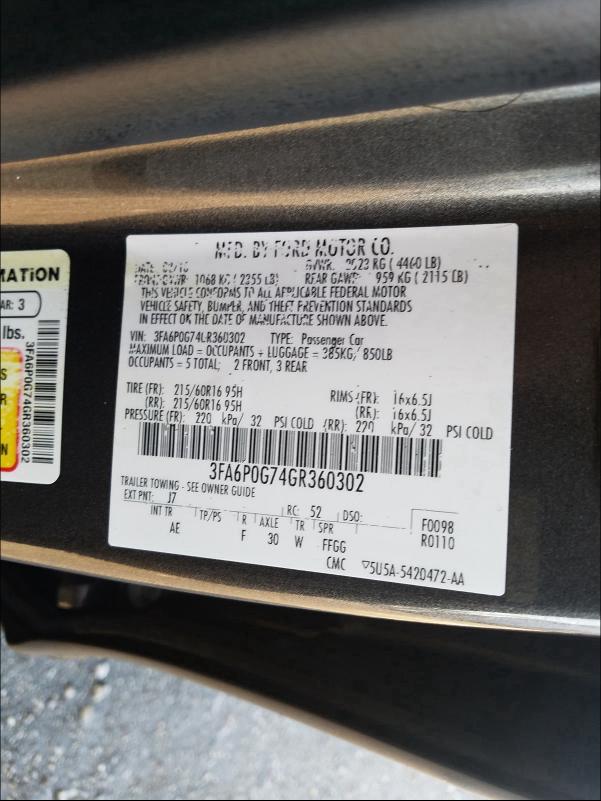 MFD. BY FORD MOTOR CO.
DATE: 02/16 GVWR: 2523 KG ( 4460 LB)
FRONT GAWR: 1068 KG ( 2355 LB) REAR GAWR: 959 KG ( 2115 LB)
THIS VEHICLE CONFORMS TO ALL APPLICABLE FEDERAL MOTOR
VEHICLE SAFETY, BUMPER, AND THEFT PREVENTION STANDARDS
IN EFFECT ON THE DATE OF MANUFACTURE SHOWN ABOVE.
VIN: 3FA6P0G74LR360302 TYPE: Passenger Car
MAXIMUM LOAD = OCCUPANTS + LUGGAGE = 385KG/ 850LB
OCCUPANTS = 5 TOTAL; 2 FRONT, 3 REAR
TIRE (FR): 215/60R16 95H RIMS (FR): 16x6.5J
(RR): 215/60R16 95H (RR): 16x6.5J
PRESSURE (FR): 220 kPa/ 32 PSI COLD (RR): 220 kPa/ 32 PSI COLD
3FA6P0G74GR360302
TRAILER TOWING - SEE OWNER GUIDE
EXT PNT: J7 RC: 52 DSO:
INT TR TP/PS R AXLE TR SPR F0098
AE F 30 W FFGG R0110
CMC ▽5U5A-5420472-AA
MATION
AR: 3
lbs.
S
R
N
3FA6P0G74GR360302